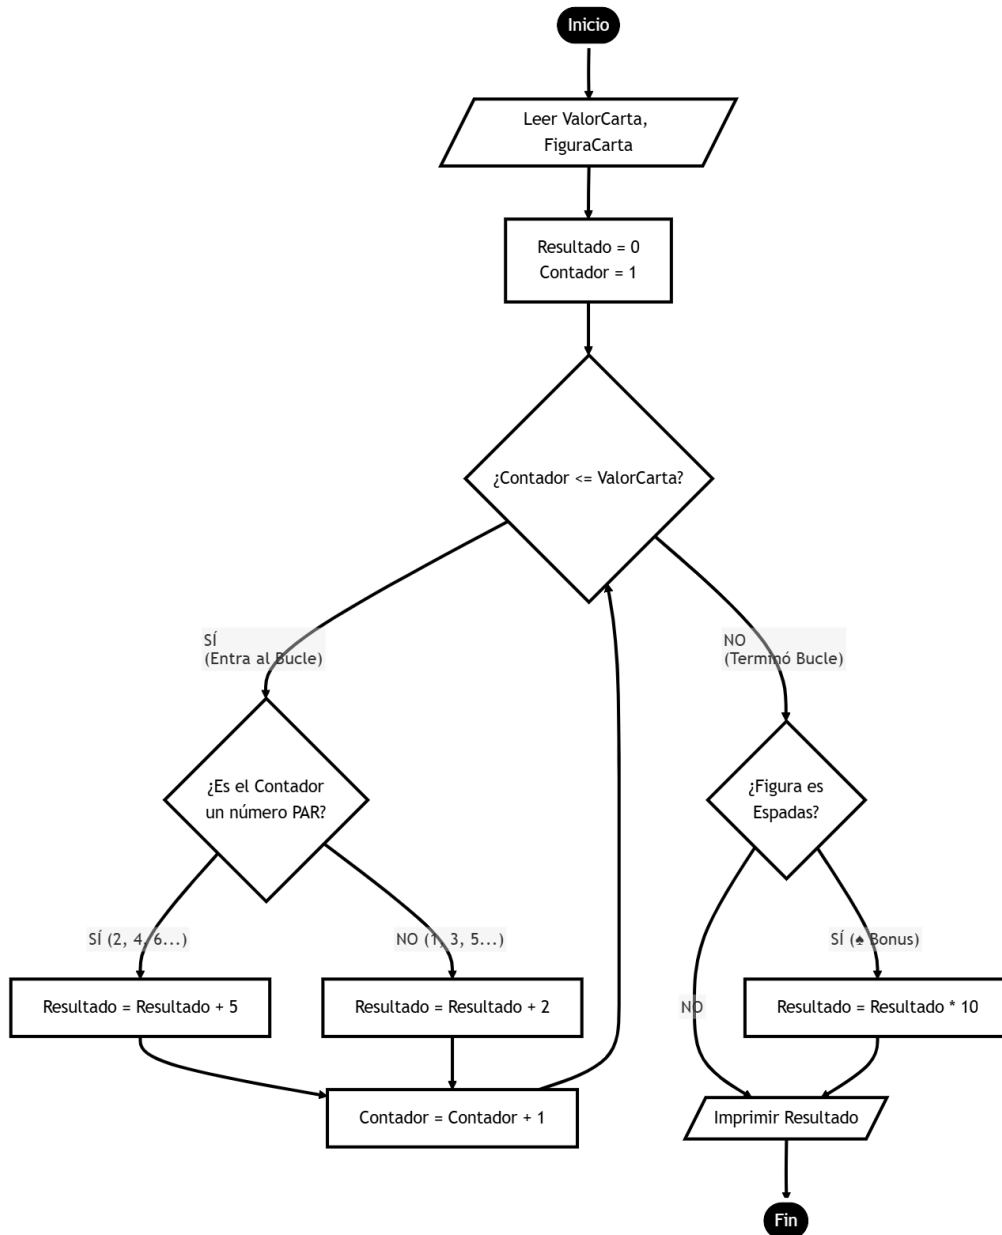 Inicio
Leer ValorCarta,
FiguraCarta
Resultado = 0
Contador = 1
¿Contador <= ValorCarta?
SÍ
(Entra al Bucle)
NO
(Terminó Bucle)
¿Es el Contador
un número PAR?
¿Figura es
Espadas?
SÍ (2, 4, 6...)
NO (1, 3, 5...)
SÍ (♠ Bonus)
Resultado = Resultado + 5
Resultado = Resultado + 2
NO
Resultado = Resultado * 10
Contador = Contador + 1
Imprimir Resultado
Fin